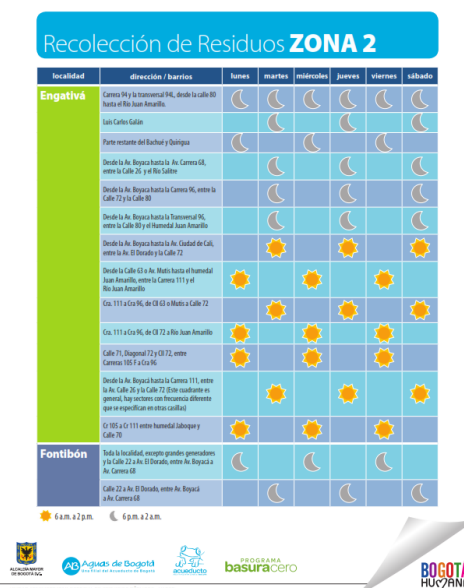 Recolección de Residuos ZONA 2
localidad dirección / barrios lunes martes miércoles jueves viernes sábado
Engativá
Carrera 94 y la transversal 94L, desde la calle 80
hasta el Río Juan Amarillo.
Luis Carlos Galán
Parte restante del Bachué y Quirigua
Desde la Av. Boyaca hasta la Av. Carrera 68,
entre la Calle 26 y el Río Salitre
Desde la Av. Boyaca hasta la Carrera 96, entre la
Calle 72 y la Calle 80
Desde la Av. Boyaca hasta la Transversal 96,
entre la Calle 80 y el Humedal Juan Amarillo
Desde la Av. Boyaca hasta la Av. Ciudad de Cali,
entre la Av. El Dorado y la Calle 72
Desde la Calle 63 o Av. Mutis hasta el humedal
Juan Amarillo, entre la Carrera 111 y el
Río Juan Amarillo
Cra. 111 a Cra 96, de Cll 63 o Mutis a Calle 72
Cra. 111 a Cra 96, de Cll 72 a Río Juan Amarillo
Calle 71, Diagonal 72 y Cll 72, entre
Carreras 105 F a Cra 96
Desde la Av. Boyacá hasta la Carrera 111, entre
la Av. Calle 26 y la Calle 72 (Este cuadrante es
general, hay sectores con frecuencia diferente
que se especifican en otras casillas)
Cr 105 a Cr 111 entre humedal Jaboque y
Calle 70
Fontibón
Toda la localidad, excepto grandes generadores
y la Calle 22 a Av. El Dorado, entre Av. Boyacá a
Av. Carrera 68
Calle 22 a Av. El Dorado, entre Av. Boyacá
a Av. Carrera 68
6 a.m. a 2 p.m. 6 p.m. a 2 a.m.
ALCALDÍA MAYOR
DE BOGOTÁ D.C.
AB Aguas de Bogotá
acueducto
PROGRAMA
basuracero
BOGOTÁ
HUMANA